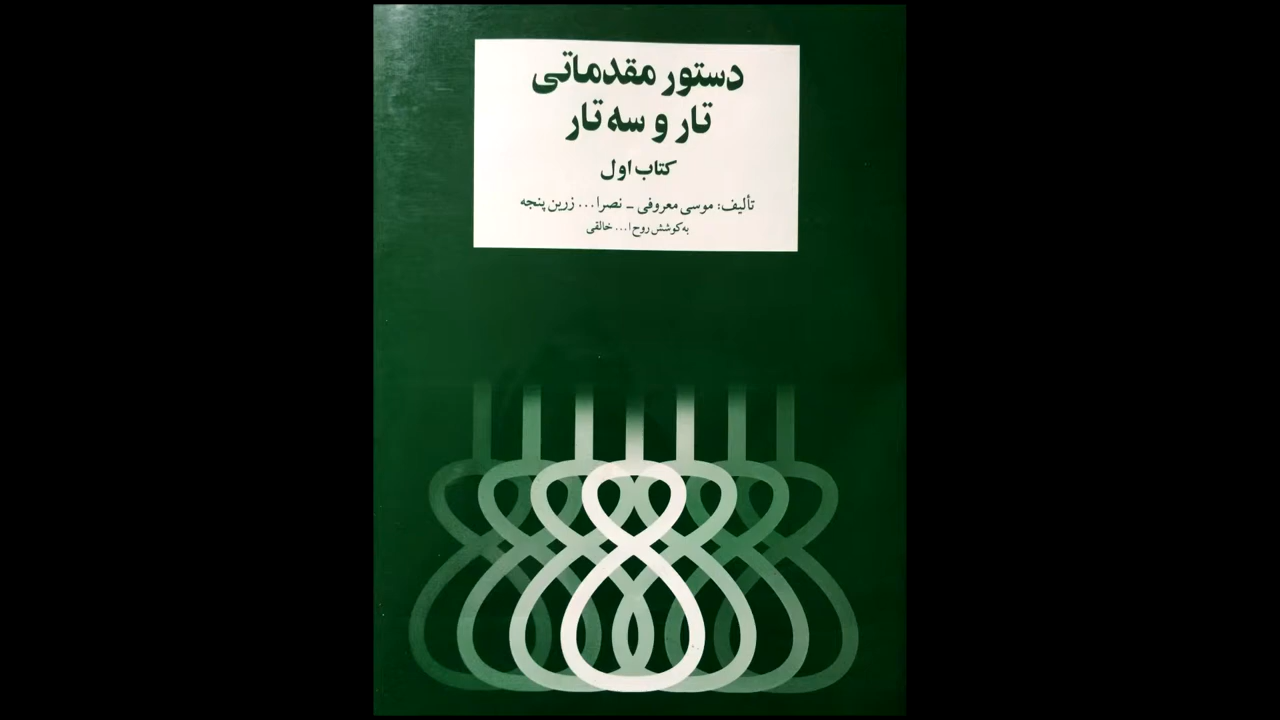 دستور مقدماتی
تار و سه تار
کتاب اول
تألیف: موسی معروفی - نصرا... زرین پنجه
به کوشش روح ا... خالقی